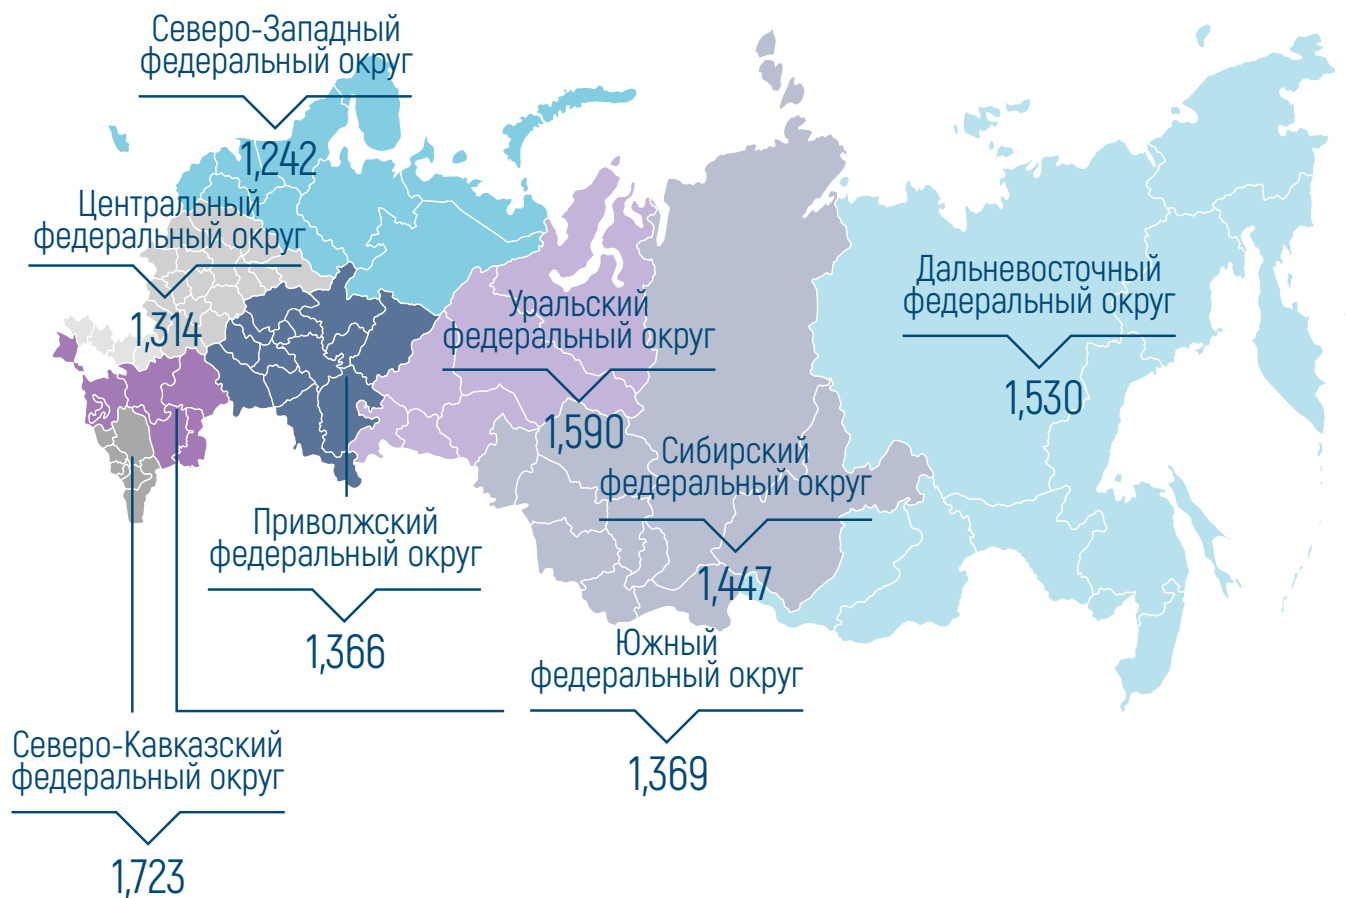 Северо-Западный
федеральный округ
1,242
Центральный
федеральный округ
1,314
Уральский
федеральный округ
1,590
Дальневосточный
федеральный округ
1,530
Сибирский
федеральный округ
1,447
Приволжский
федеральный округ
1,366
Южный
федеральный округ
1,369
Северо-Кавказский
федеральный округ
1,723